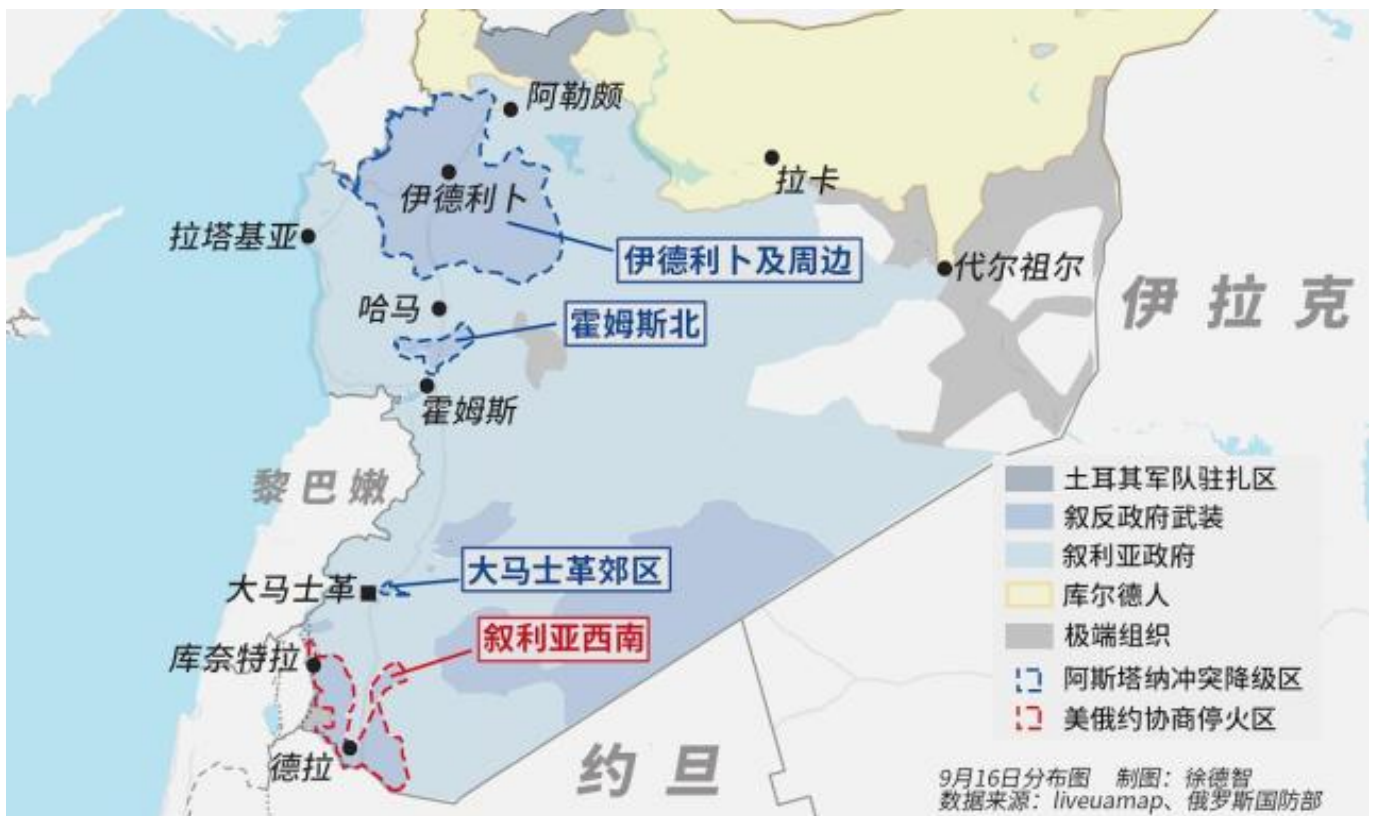 阿勒颇
伊德利卜
拉卡
拉塔基亚
伊德利卜及周边
代尔祖尔
伊拉克
哈马
霍姆斯北
霍姆斯
黎巴嫩
土耳其军队驻扎区
叙反政府武装
叙利亚政府
库尔德人
极端组织
阿斯塔纳冲突降级区
美俄约协商停火区
大马士革郊区
大马士革
叙利亚西南
库奈特拉
德拉
约旦
9月16日分布图 制图：徐德智
数据来源：liveuamap、俄罗斯国防部